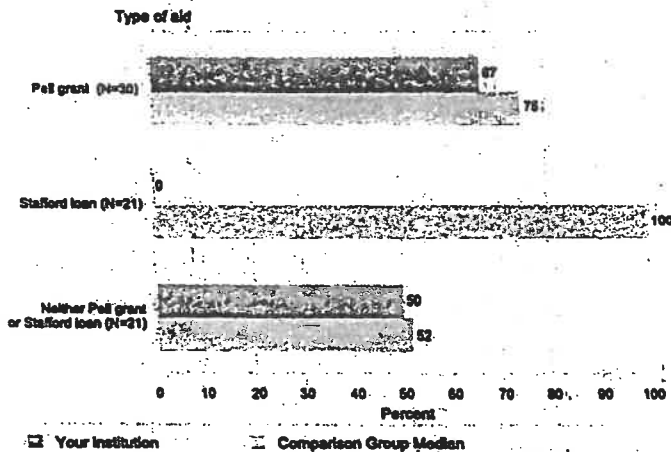 Type of aid
Pell grant (N=30)
67
75
Stafford loan (N=21)
0
100
Neither Pell grant
or Stafford loan (N=21)
50
52
0 10 20 30 40 50 60 70 80 90 100
Percent
Your Institution Comparison Group Median